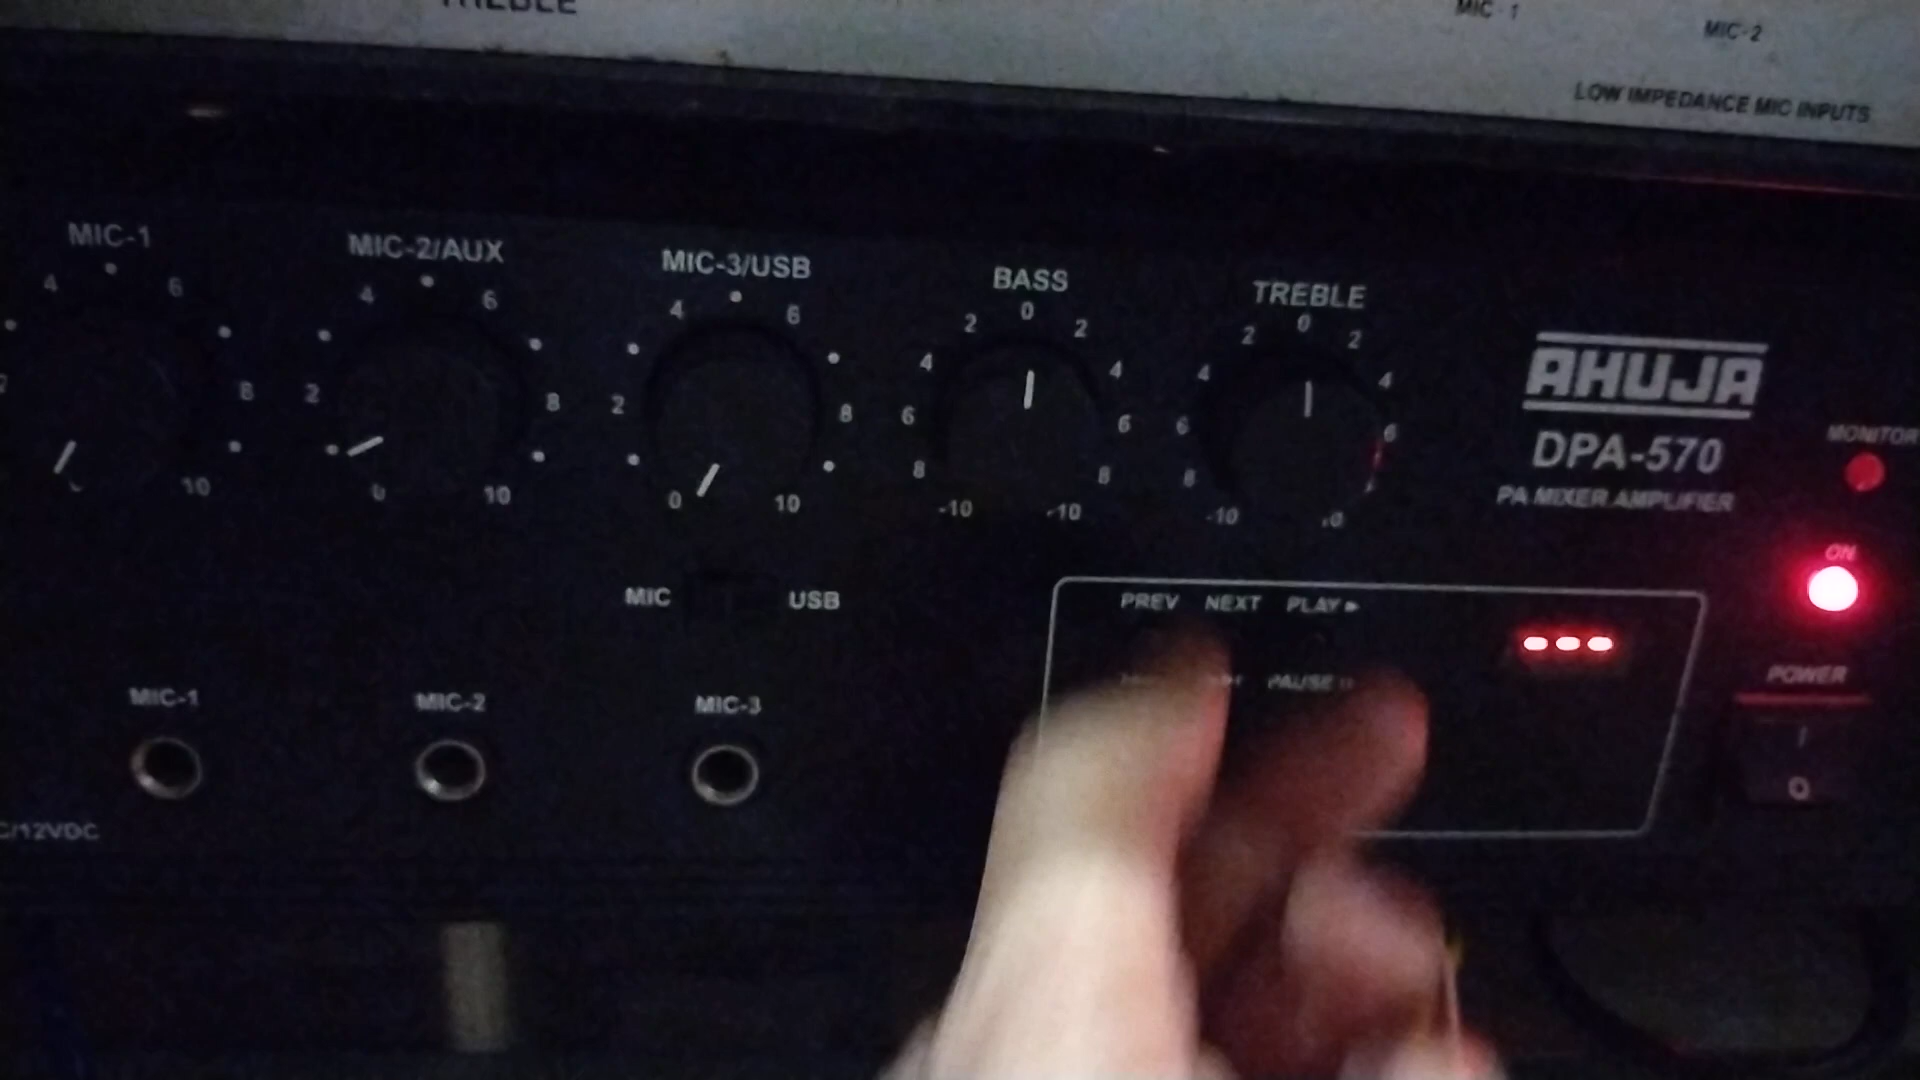 TREBLE
MIC-1
MIC-2
LOW IMPEDANCE MIC INPUTS
MIC-1
MIC-2/AUX
MIC-3/USB
BASS
TREBLE
4 6
8
10
4 6
2 8
0 10
4 6
2 8
0 10
2 0 2
4 4
6 6
8 8
-10 -10
2 0 2
4 4
6 6
8
-10 10
AHUJA
DPA-570
PA MIXER AMPLIFIER
MONITOR
ON
MIC USB
PREV NEXT PLAY
PAUSE
---
POWER
I
O
MIC-1
MIC-2
MIC-3
C/12VDC